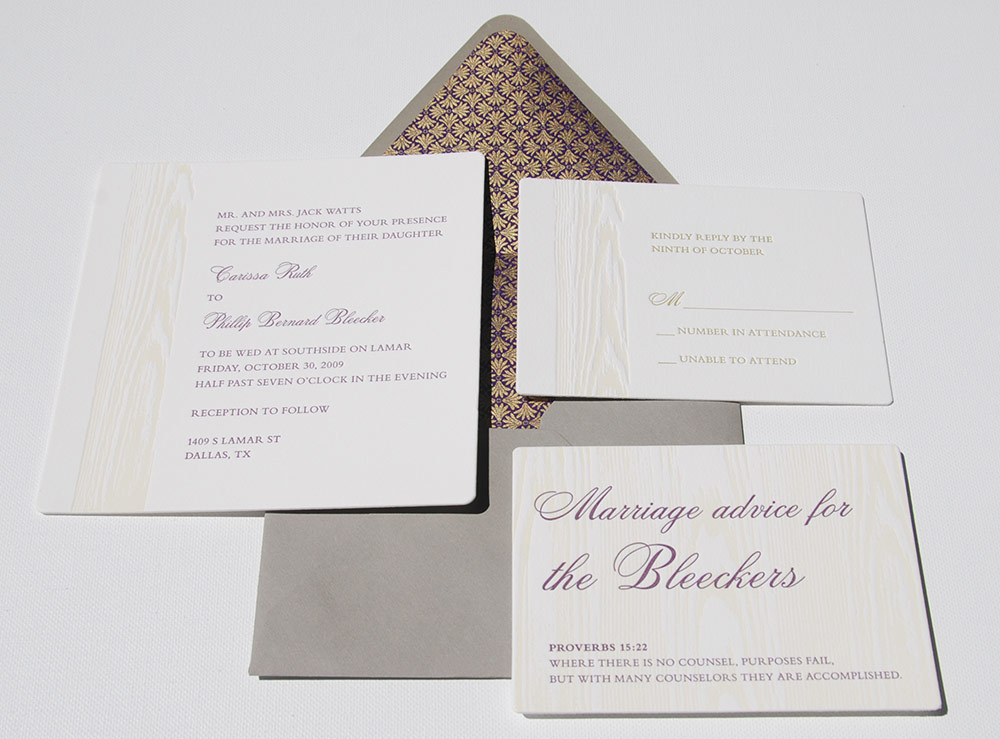 MR. AND MRS. JACK WATTS
REQUEST THE HONOR OF YOUR PRESENCE
FOR THE MARRIAGE OF THEIR DAUGHTER
Carissa Ruth
TO
Phillip Bernard Bleecker
TO BE WED AT SOUTHSIDE ON LAMAR
FRIDAY, OCTOBER 30, 2009
HALF PAST SEVEN O'CLOCK IN THE EVENING
RECEPTION TO FOLLOW
1409 S LAMAR ST
DALLAS, TX
KINDLY REPLY BY THE
NINTH OF OCTOBER
M
NUMBER IN ATTENDANCE
UNABLE TO ATTEND
Marriage advice for
the Bleeckers
PROVERBS 15:22
WHERE THERE IS NO COUNSEL, PURPOSES FAIL,
BUT WITH MANY COUNSELORS THEY ARE ACCOMPLISHED.